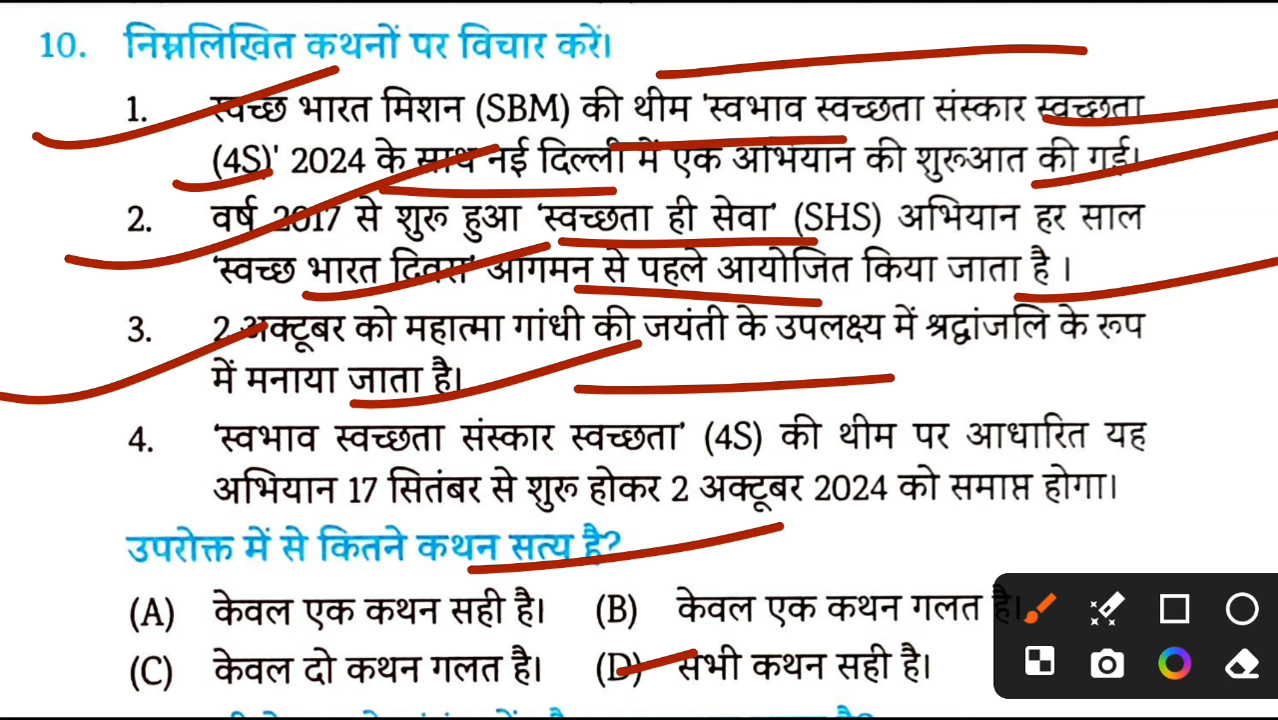 10. निम्नलिखित कथनों पर विचार करें।
1. स्वच्छ भारत मिशन (SBM) की थीम 'स्वभाव स्वच्छता संस्कार स्वच्छता
(4S)' 2024 के साथ नई दिल्ली में एक अभियान की शुरूआत की गई।
2. वर्ष 2017 से शुरू हुआ 'स्वच्छता ही सेवा' (SHS) अभियान हर साल
'स्वच्छ भारत दिवस' आगमन से पहले आयोजित किया जाता है ।
3. 2 अक्टूबर को महात्मा गांधी की जयंती के उपलक्ष्य में श्रद्धांजलि के रूप
में मनाया जाता है।
4. 'स्वभाव स्वच्छता संस्कार स्वच्छता' (4S) की थीम पर आधारित यह
अभियान 17 सितंबर से शुरू होकर 2 अक्टूबर 2024 को समाप्त होगा।
उपरोक्त में से कितने कथन सत्य है?
(A) केवल एक कथन सही है। (B) केवल एक कथन गलत है।
(C) केवल दो कथन गलत है। (D) सभी कथन सही है।